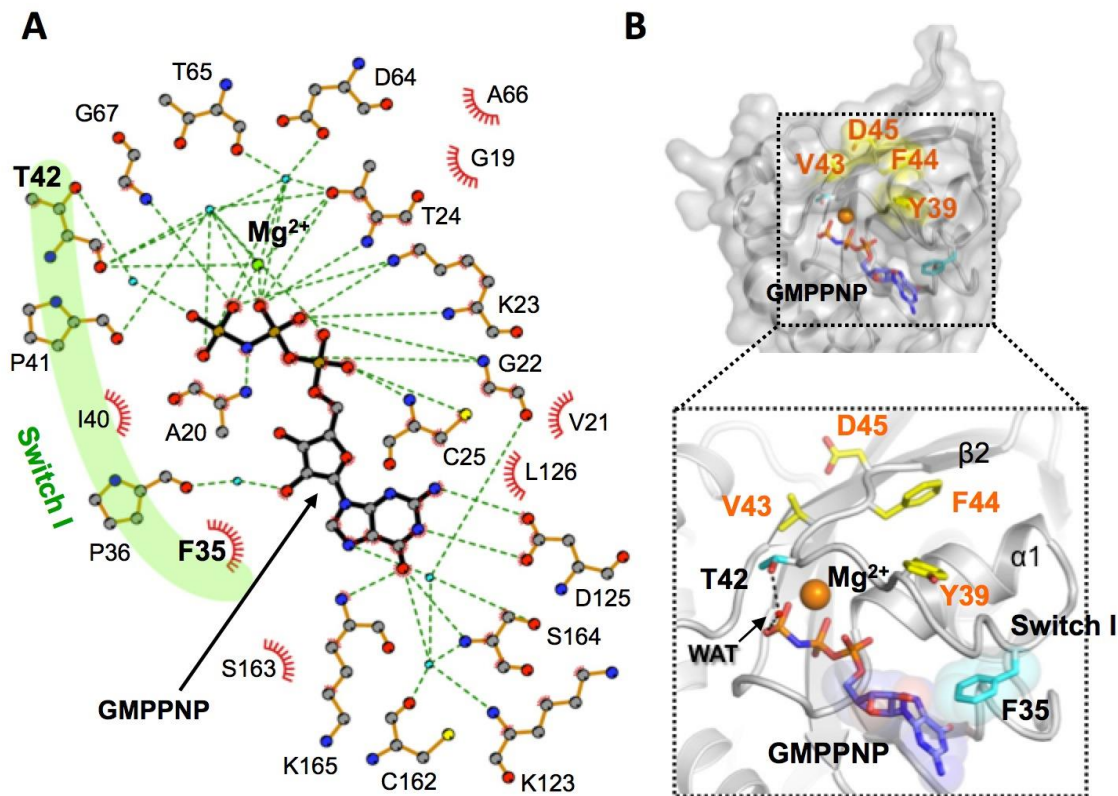 A
T65
D64
A66
G67
G19
T42
T24
Mg²⁺
K23
P41
G22
I40
A20
V21
C25
L126
Switch I
P36
F35
D125
S164
S163
GMPPNP
K165
C162
K123
B
D45
V43
F44
Y39
GMPPNP
D45
β2
V43
F44
T42
Mg²⁺
α1
Y39
Switch I
WAT
F35
GMPPNP